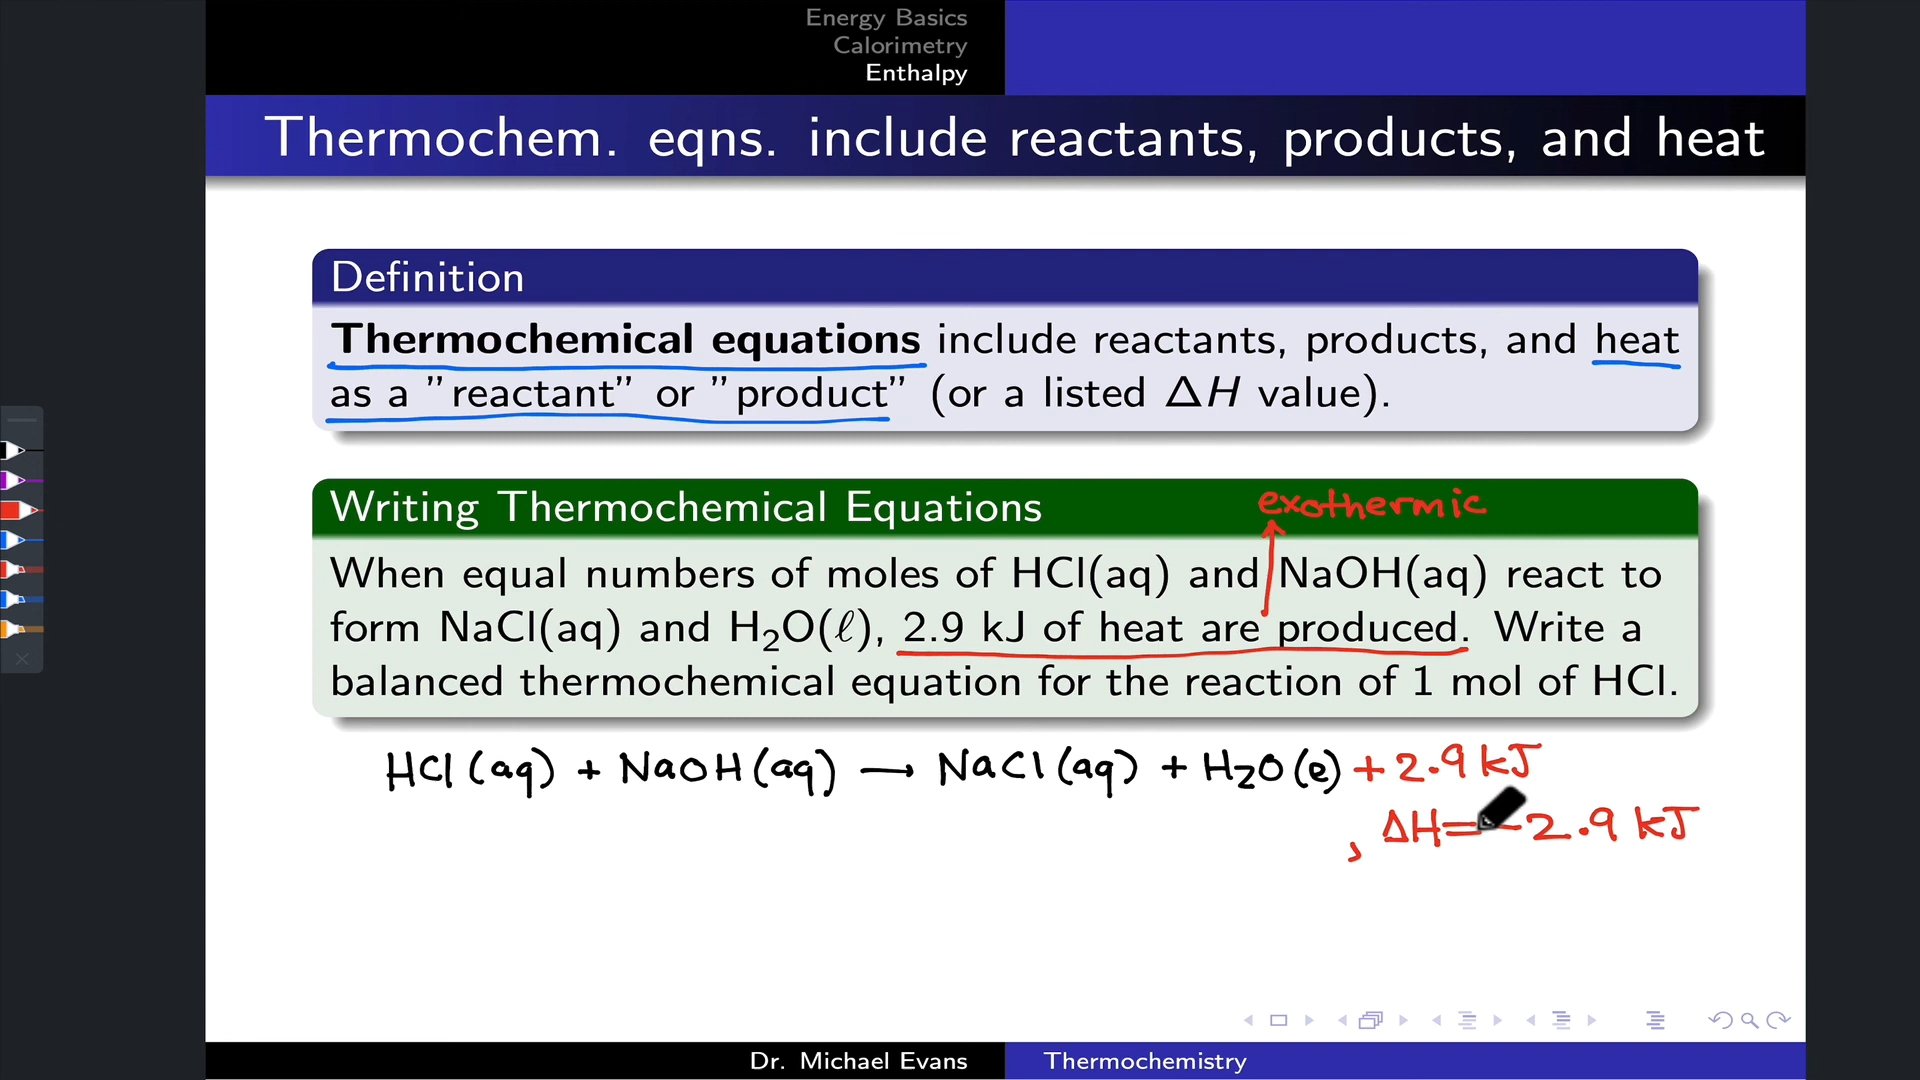 Energy Basics
Calorimetry
Enthalpy
Thermochem. eqns. include reactants, products, and heat
Definition
Thermochemical equations include reactants, products, and heat
as a ”reactant” or ”product” (or a listed ΔH value).
Writing Thermochemical Equations
exothermic
When equal numbers of moles of HCl(aq) and NaOH(aq) react to
form NaCl(aq) and H₂O(ℓ), 2.9 kJ of heat are produced. Write a
balanced thermochemical equation for the reaction of 1 mol of HCl.
HCl (aq) + NaOH (aq) → NaCl (aq) + H₂O (ℓ) + 2.9 kJ
, ΔH = −2.9 kJ
Dr. Michael Evans
Thermochemistry